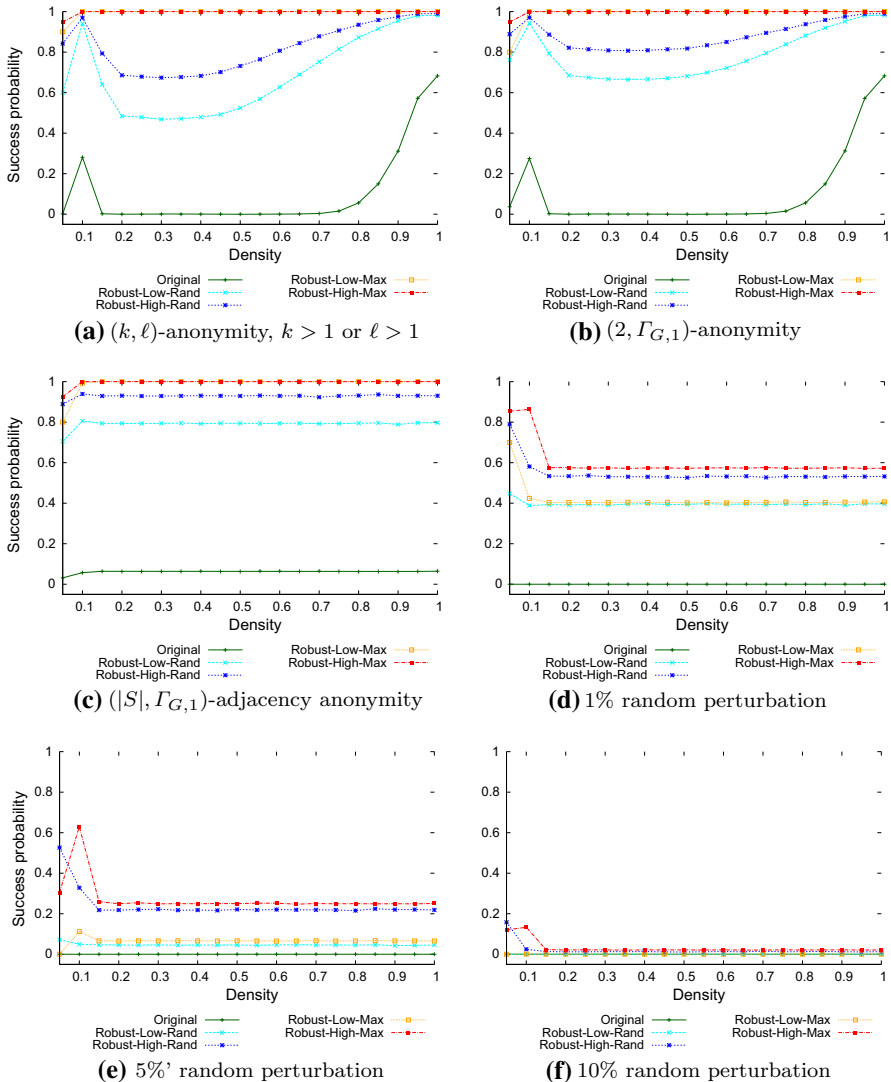 1
0.8
0.6
0.4
0.2
0
Success probability
0.1 0.2 0.3 0.4 0.5 0.6 0.7 0.8 0.9 1
Density
Original
Robust-Low-Rand
Robust-High-Rand
Robust-Low-Max
Robust-High-Max
(a) (k, ℓ)-anonymity, k > 1 or ℓ > 1
1
0.8
0.6
0.4
0.2
0
0.1 0.2 0.3 0.4 0.5 0.6 0.7 0.8 0.9 1
Density
Original
Robust-Low-Rand
Robust-High-Rand
Robust-Low-Max
Robust-High-Max
(b) (2, Γ_{G,1})-anonymity
1
0.8
0.6
0.4
0.2
0
Success probability
0.1 0.2 0.3 0.4 0.5 0.6 0.7 0.8 0.9 1
Density
Original
Robust-Low-Rand
Robust-High-Rand
Robust-Low-Max
Robust-High-Max
(c) (|S|, Γ_{G,1})-adjacency anonymity
1
0.8
0.6
0.4
0.2
0
0.1 0.2 0.3 0.4 0.5 0.6 0.7 0.8 0.9 1
Density
Original
Robust-Low-Rand
Robust-High-Rand
Robust-Low-Max
Robust-High-Max
(d) 1% random perturbation
1
0.8
0.6
0.4
0.2
0
Success probability
0.1 0.2 0.3 0.4 0.5 0.6 0.7 0.8 0.9 1
Density
Original
Robust-Low-Rand
Robust-High-Rand
Robust-Low-Max
Robust-High-Max
(e) 5%' random perturbation
1
0.8
0.6
0.4
0.2
0
0.1 0.2 0.3 0.4 0.5 0.6 0.7 0.8 0.9 1
Density
Original
Robust-Low-Rand
Robust-High-Rand
Robust-Low-Max
Robust-High-Max
(f) 10% random perturbation